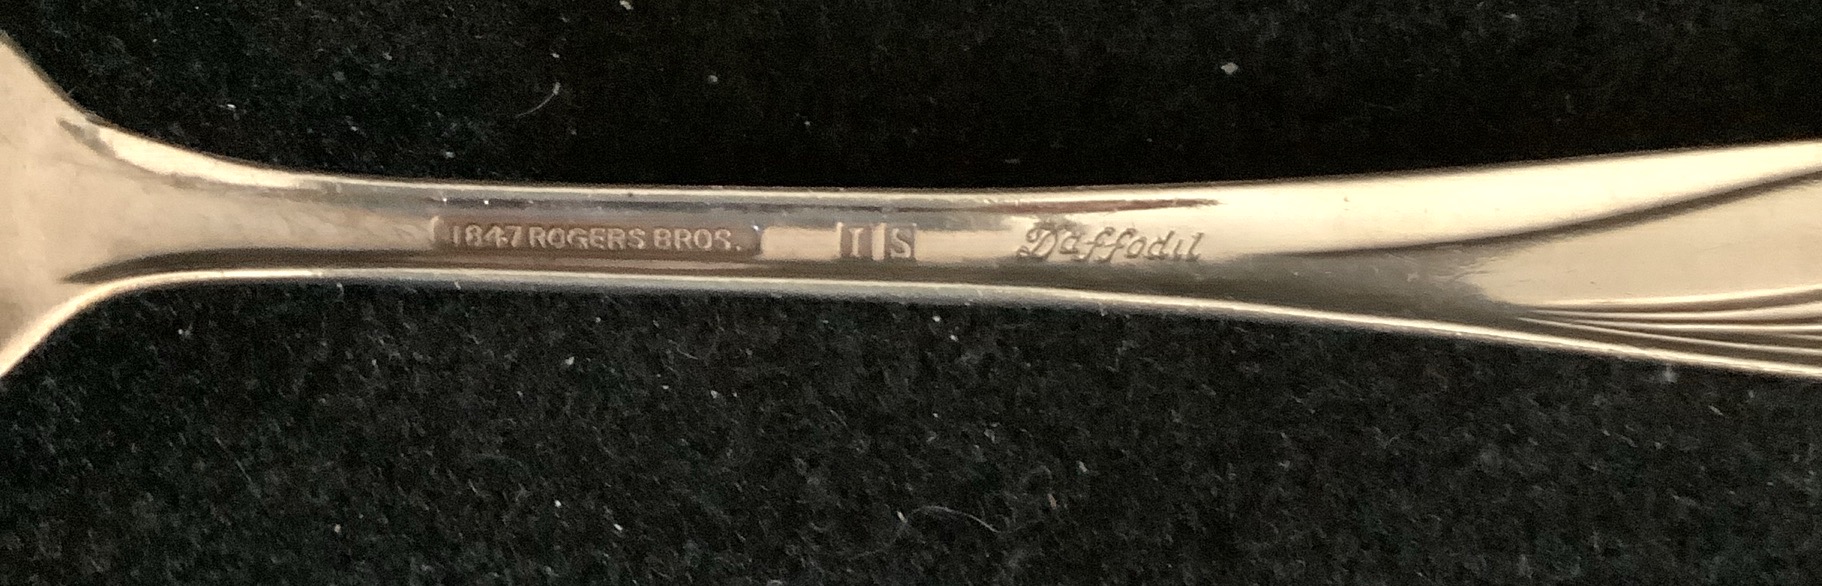 1847 ROGERS BROS. I S Daffodil